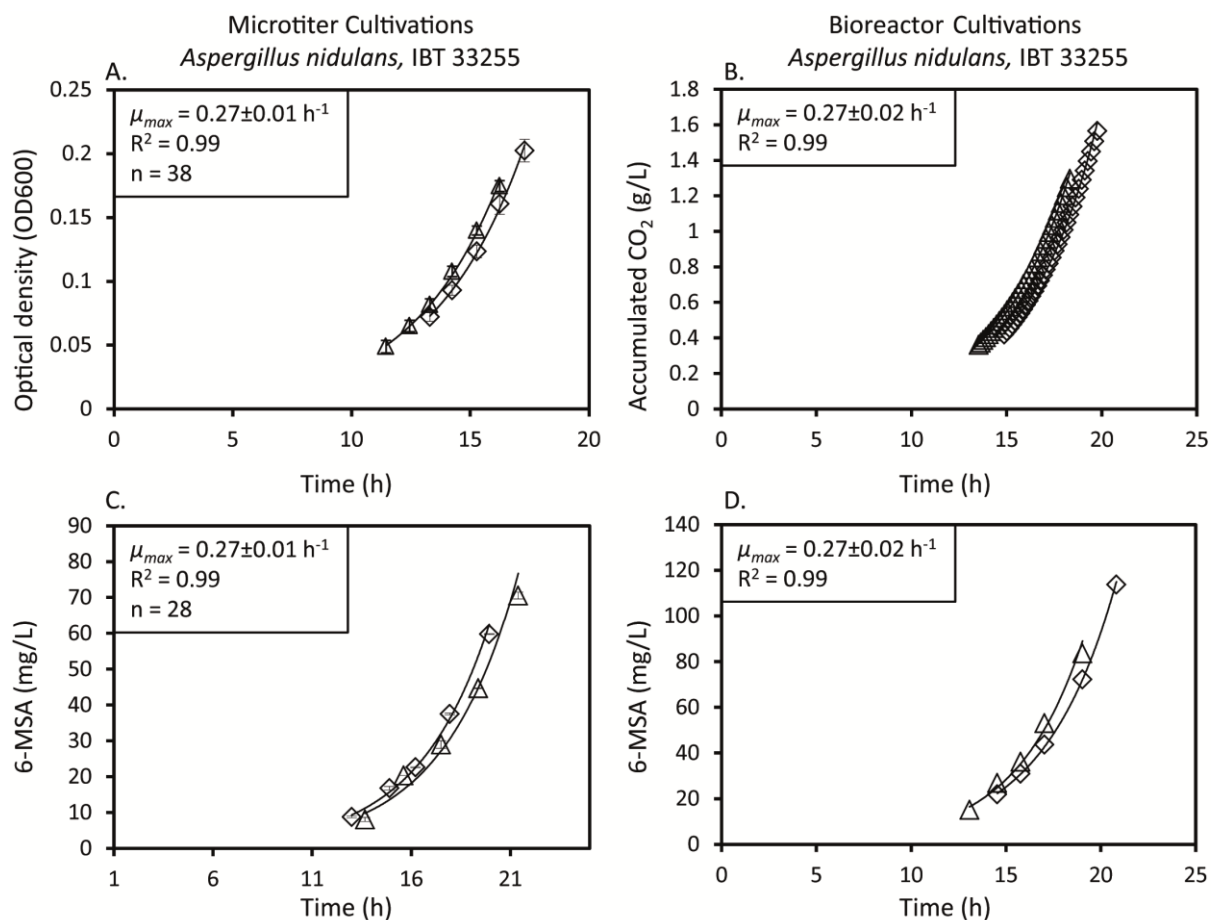 Microtiter Cultivations
Aspergillus nidulans, IBT 33255
Bioreactor Cultivations
Aspergillus nidulans, IBT 33255
A.
μmax = 0.27±0.01 h⁻¹
R² = 0.99
n = 38
Optical density (OD600)
0.25
0.2
0.15
0.1
0.05
0
0 5 10 15 20
Time (h)
B.
μmax = 0.27±0.02 h⁻¹
R² = 0.99
Accumulated CO₂ (g/L)
1.8
1.6
1.4
1.2
1
0.8
0.6
0.4
0.2
0
0 5 10 15 20 25
Time (h)
C.
μmax = 0.27±0.01 h⁻¹
R² = 0.99
n = 28
6-MSA (mg/L)
90
80
70
60
50
40
30
20
10
0
1 6 11 16 21
Time (h)
D.
μmax = 0.27±0.02 h⁻¹
R² = 0.99
6-MSA (mg/L)
140
120
100
80
60
40
20
0
0 5 10 15 20 25
Time (h)